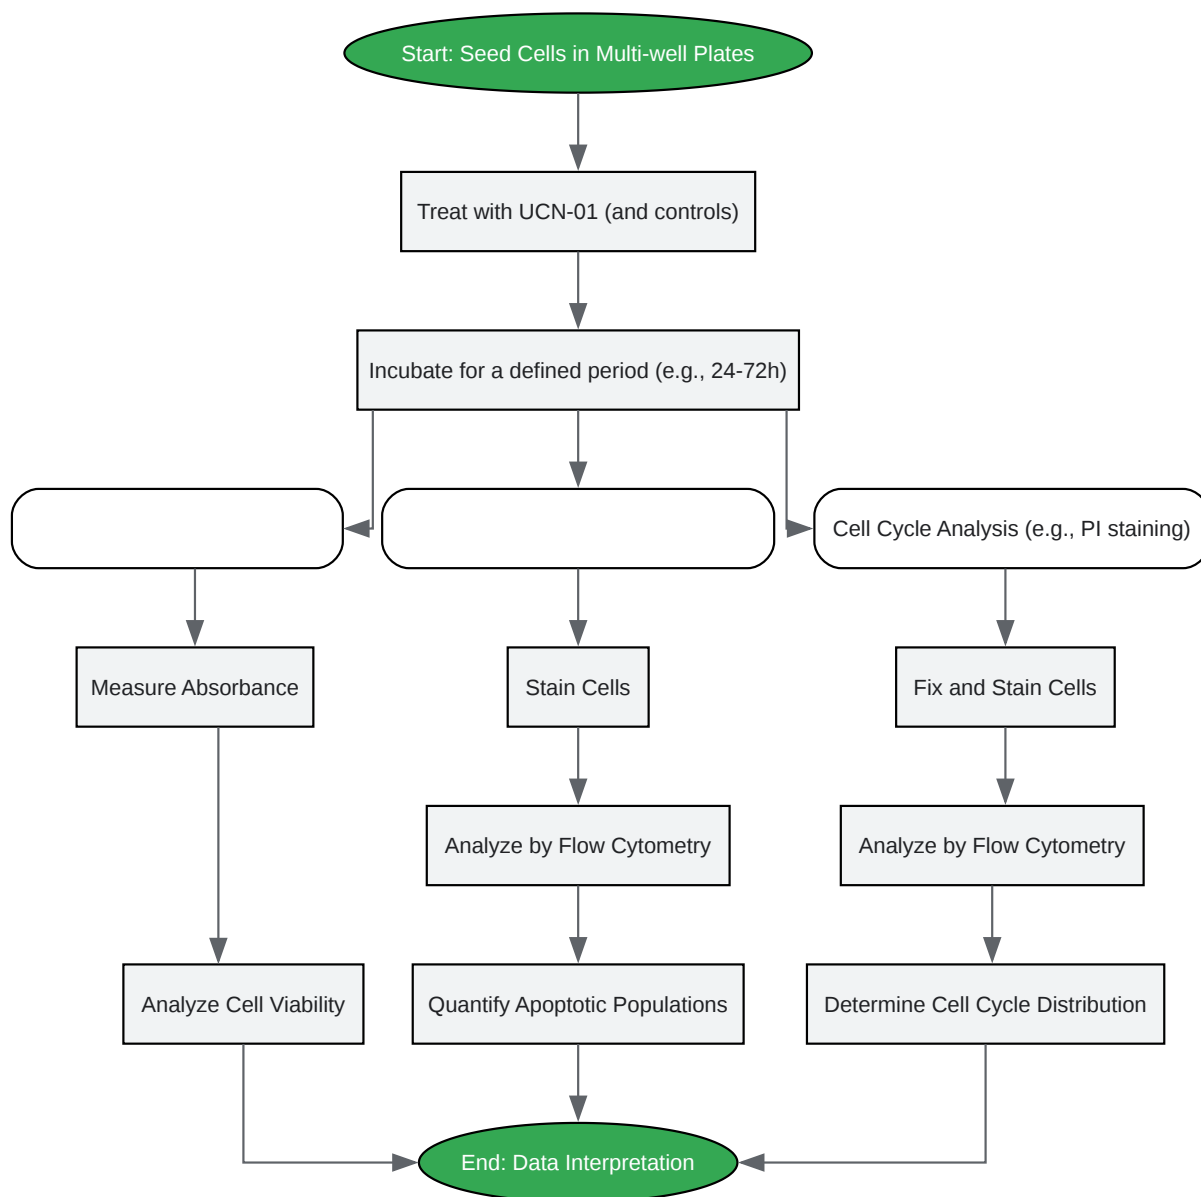 Start: Seed Cells in Multi-well Plates
Treat with UCN-01 (and controls)
Incubate for a defined period (e.g., 24-72h)
Cell Cycle Analysis (e.g., PI staining)
Measure Absorbance
Stain Cells
Fix and Stain Cells
Analyze by Flow Cytometry
Analyze by Flow Cytometry
Analyze Cell Viability
Quantify Apoptotic Populations
Determine Cell Cycle Distribution
End: Data Interpretation